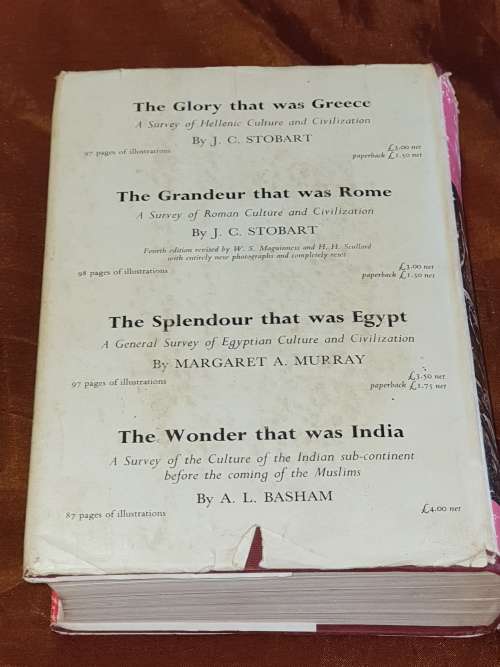 The Glory that was Greece
A Survey of Hellenic Culture and Civilization
By J. C. STOBART
97 pages of illustrations
£3.00 net
paperback £1.50 net
The Grandeur that was Rome
A Survey of Roman Culture and Civilization
By J. C. STOBART
Fourth edition revised by W. S. Maguinness and H. H. Scullard
with entirely new photographs and completely reset
98 pages of illustrations
£3.00 net
paperback £1.50 net
The Splendour that was Egypt
A General Survey of Egyptian Culture and Civilization
By MARGARET A. MURRAY
97 pages of illustrations
£3.50 net
paperback £1.75 net
The Wonder that was India
A Survey of the Culture of the Indian sub-continent
before the coming of the Muslims
By A. L. BASHAM
87 pages of illustrations
£4.00 net